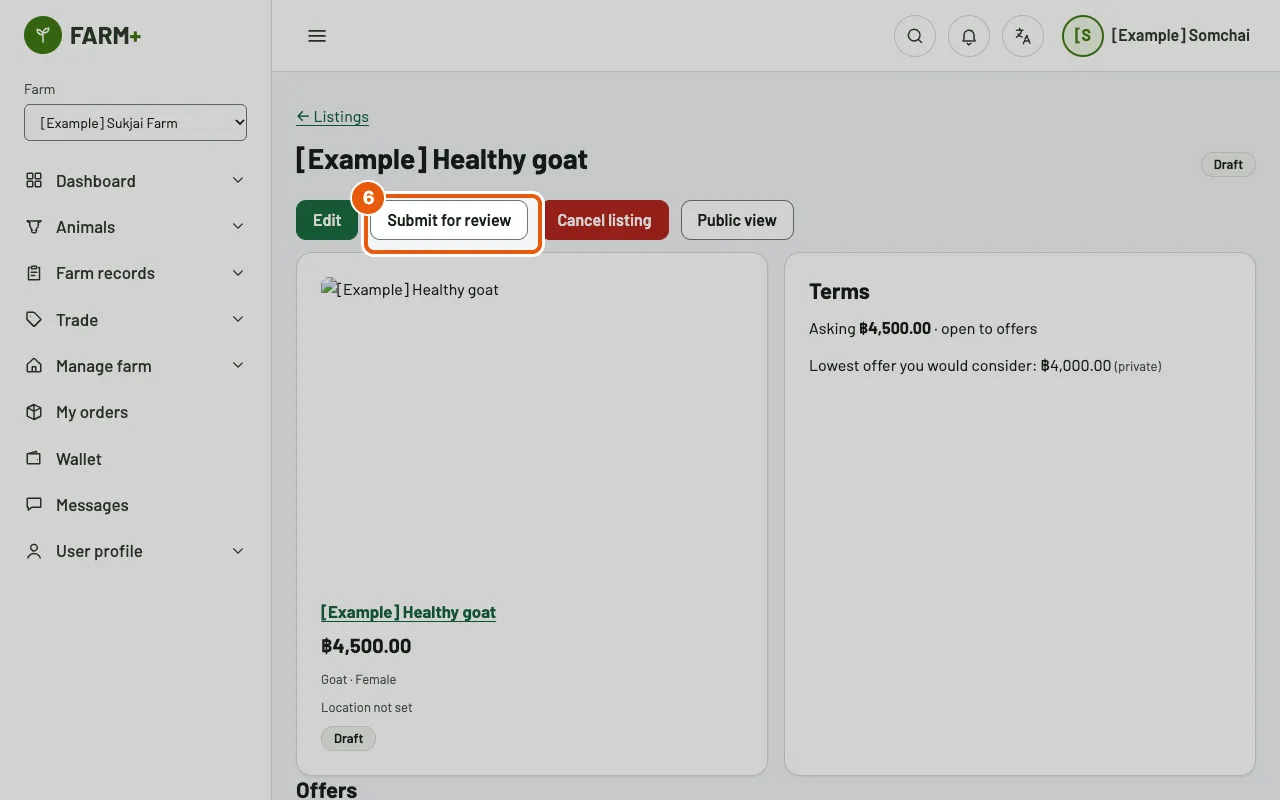 FARM+
[S
[Example] Somchai
Farm
[Example] Sukjai Farm
Dashboard
Animals
Farm records
Trade
Manage farm
My orders
Wallet
Messages
User profile
← Listings
[Example] Healthy goat
Draft
6
Edit
Submit for review
Cancel listing
Public view
[Example] Healthy goat
[Example] Healthy goat
฿4,500.00
Goat · Female
Location not set
Draft
Terms
Asking ฿4,500.00 · open to offers
Lowest offer you would consider: ฿4,000.00 (private)
Offers